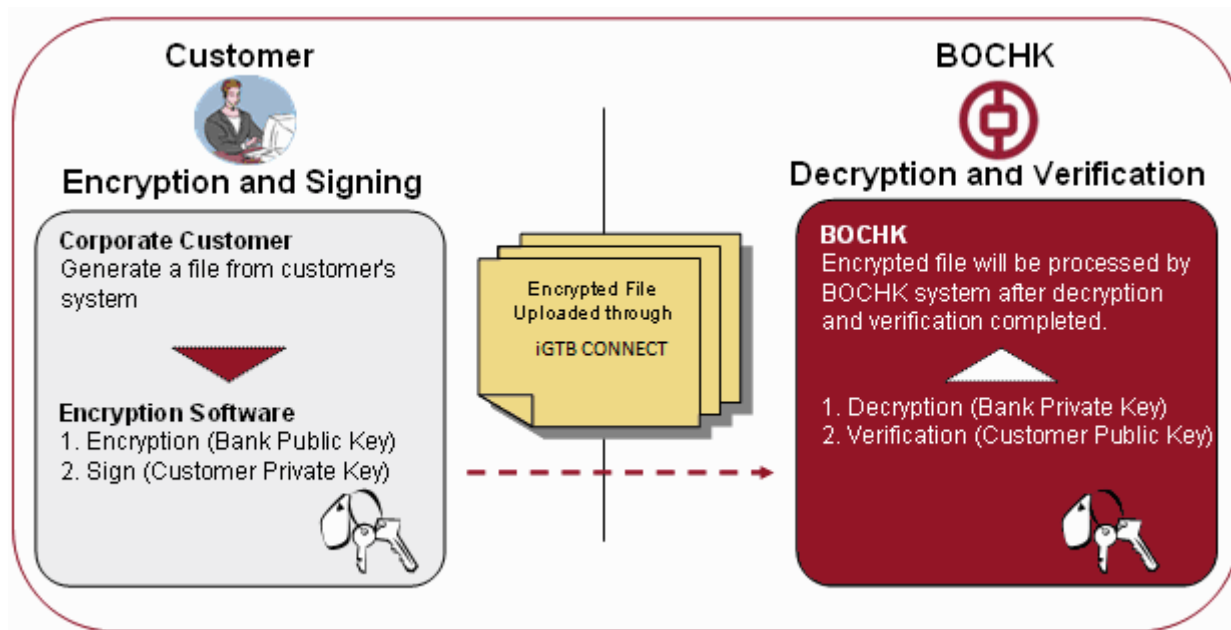 Customer
Encryption and Signing
Corporate Customer
Generate a file from customer's
system
Encryption Software
1. Encryption (Bank Public Key)
2. Sign (Customer Private Key)
Encrypted File
Uploaded through
iGTB CONNECT
BOCHK
Decryption and Verification
BOCHK
Encrypted file will be processed by
BOCHK system after decryption
and verification completed.
1. Decryption (Bank Private Key)
2. Verification (Customer Public Key)